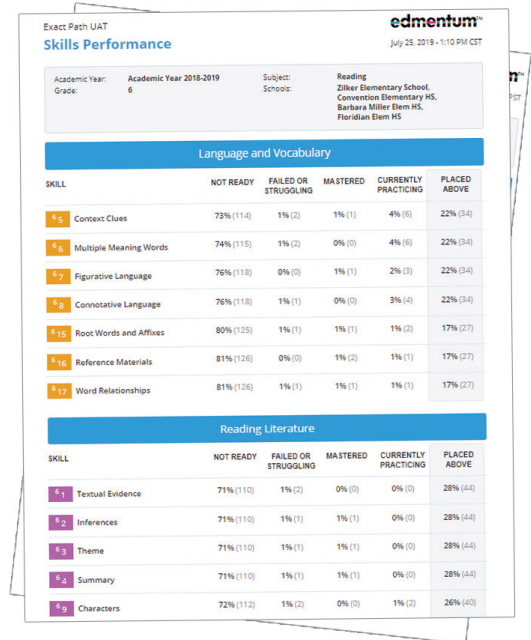 Exact Path UAT
edmentum™
Skills Performance
July 25, 2019 - 1:10 PM CST
Academic Year: Academic Year 2018-2019 Subject: Reading
Grade: 6 Schools: Zilker Elementary School,
Convention Elementary HS,
Barbara Miller Elem HS,
Floridian Elem HS
Language and Vocabulary
SKILL NOT READY FAILED OR STRUGGLING MASTERED CURRENTLY PRACTICING PLACED ABOVE
6 5 Context Clues 73% (114) 1% (2) 1% (1) 4% (6) 22% (34)
6 6 Multiple Meaning Words 74% (115) 1% (2) 0% (0) 4% (6) 22% (34)
6 7 Figurative Language 76% (118) 0% (0) 1% (1) 2% (3) 22% (34)
6 8 Connotative Language 76% (118) 1% (1) 0% (0) 3% (4) 22% (34)
6 15 Root Words and Affixes 80% (125) 1% (1) 1% (1) 1% (2) 17% (27)
6 16 Reference Materials 81% (126) 0% (0) 1% (2) 1% (1) 17% (27)
6 17 Word Relationships 81% (126) 1% (1) 1% (1) 1% (1) 17% (27)
Reading Literature
SKILL NOT READY FAILED OR STRUGGLING MASTERED CURRENTLY PRACTICING PLACED ABOVE
6 1 Textual Evidence 71% (110) 1% (2) 0% (0) 0% (0) 28% (44)
6 2 Inferences 71% (110) 1% (1) 1% (1) 0% (0) 28% (44)
6 3 Theme 71% (110) 1% (1) 1% (1) 0% (0) 28% (44)
6 4 Summary 71% (110) 1% (1) 1% (1) 0% (0) 28% (44)
6 9 Characters 72% (112) 1% (2) 0% (0) 1% (2) 26% (40)